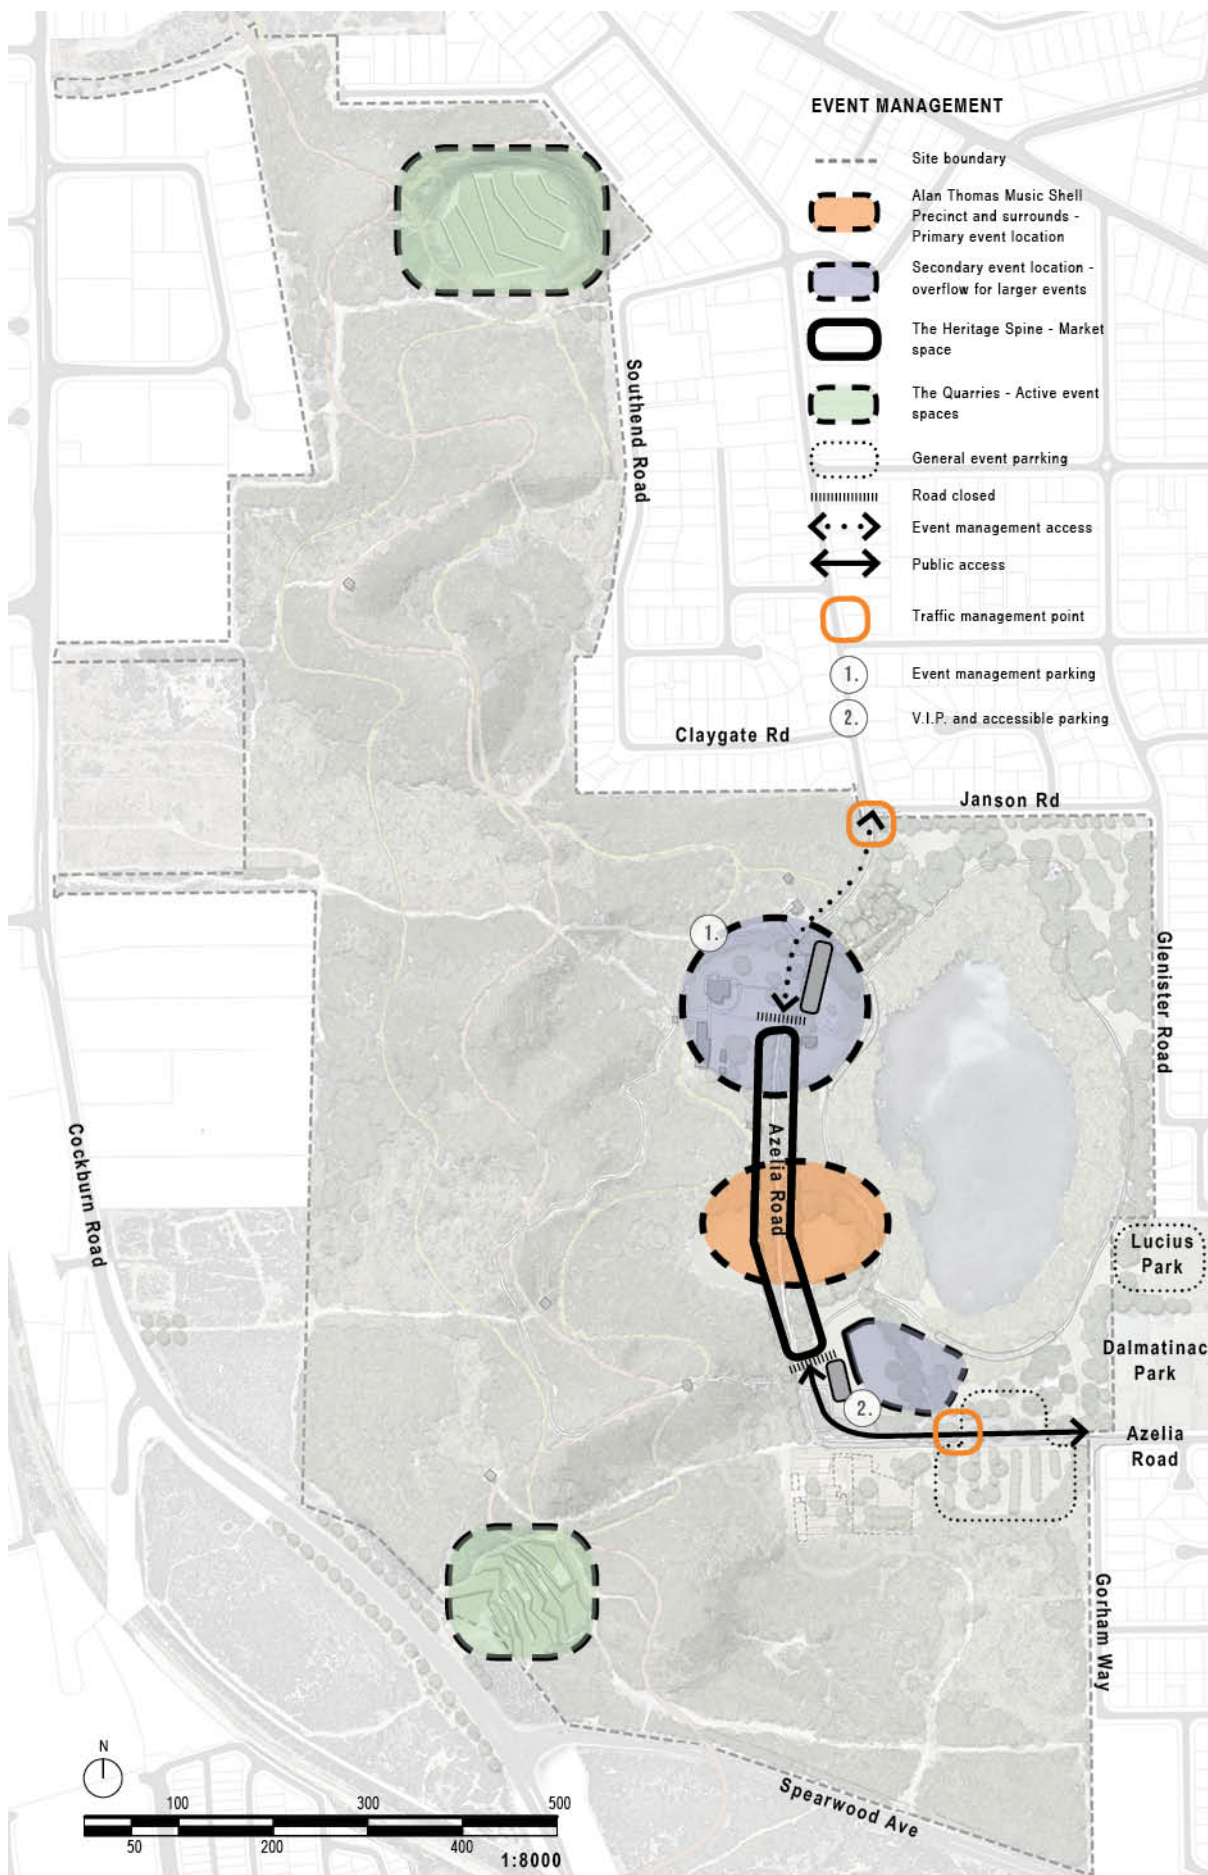 EVENT MANAGEMENT
Site boundary
Alan Thomas Music Shell
Precinct and surrounds -
Primary event location
Secondary event location -
overflow for larger events
The Heritage Spine - Market
space
The Quarries - Active event
spaces
General event parrking
Road closed
Event management access
Public access
Traffic management point
1.
Event management parking
2.
V.I.P. and accessible parking
Southend Road
Claygate Rd
Janson Rd
1.
Glenister Road
Cockburn Road
Azelia Road
Lucius
Park
Dalmatinac
Park
2.
Azelia
Road
Gorham Way
Spearwood Ave
N
100
300
500
50
200
400
1:8000